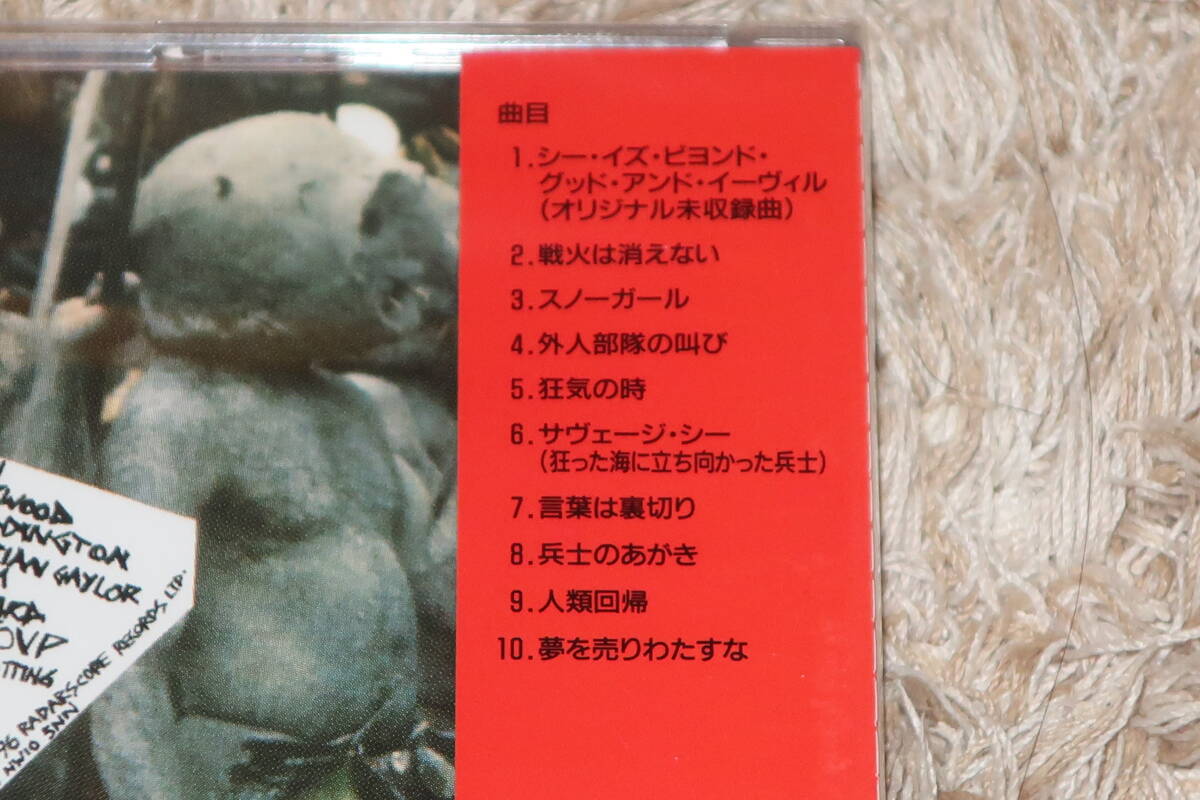 曲目
1.シー・イズ・ビヨンド・
グッド・アンド・イーヴィル
(オリジナル未収録曲)
2.戦火は消えない
3.スノーガール
4.外人部隊の叫び
5.狂気の時
6.サヴェージ・シー
(狂った海に立ち向かった兵士)
7.言葉は裏切り
8.兵士のあがき
9.人類回帰
10.夢を売りわたすな
GAYLOR
RADARSCOPE RECORDS LTD.
NW10 5NN